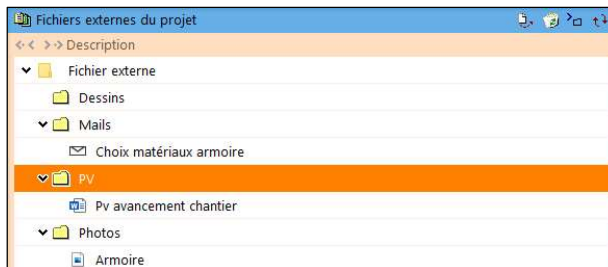 Fichiers externes du projet
Description
Fichier externe
Dessins
Mails
Choix matériaux armoire
PV
Pv avancement chantier
Photos
Armoire